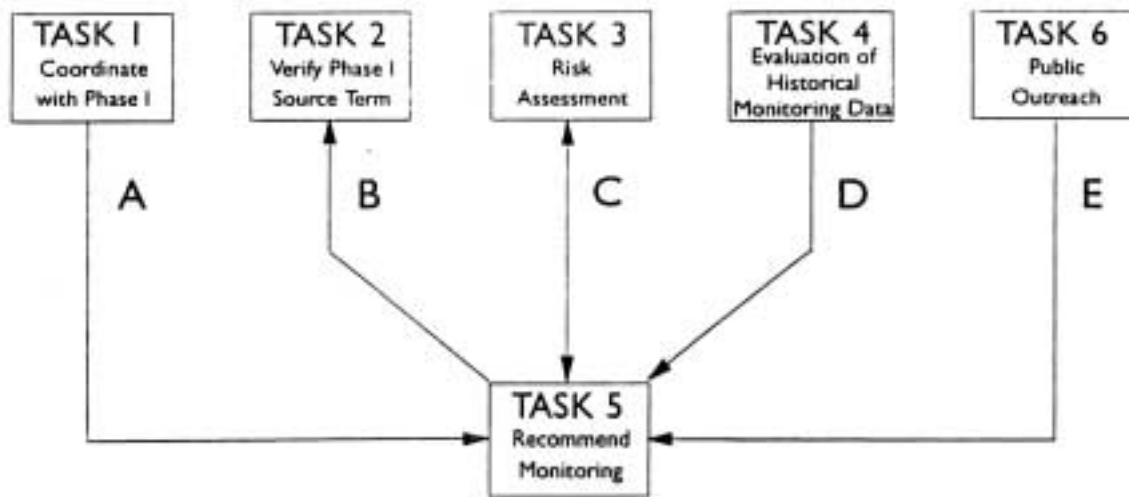 TASK 1
Coordinate
with Phase I
TASK 2
Verify Phase I
Source Term
TASK 3
Risk
Assessment
TASK 4
Evaluation of
Historical
Monitoring Data
TASK 6
Public
Outreach
A
B
C
D
E
TASK 5
Recommend
Monitoring